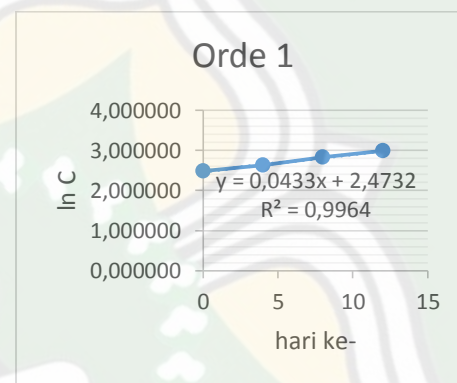 Orde 1
4,000000
3,000000
2,000000
1,000000
0,000000
ln C
y = 0,0433x + 2,4732
R² = 0,9964
0 5 10 15
hari ke-